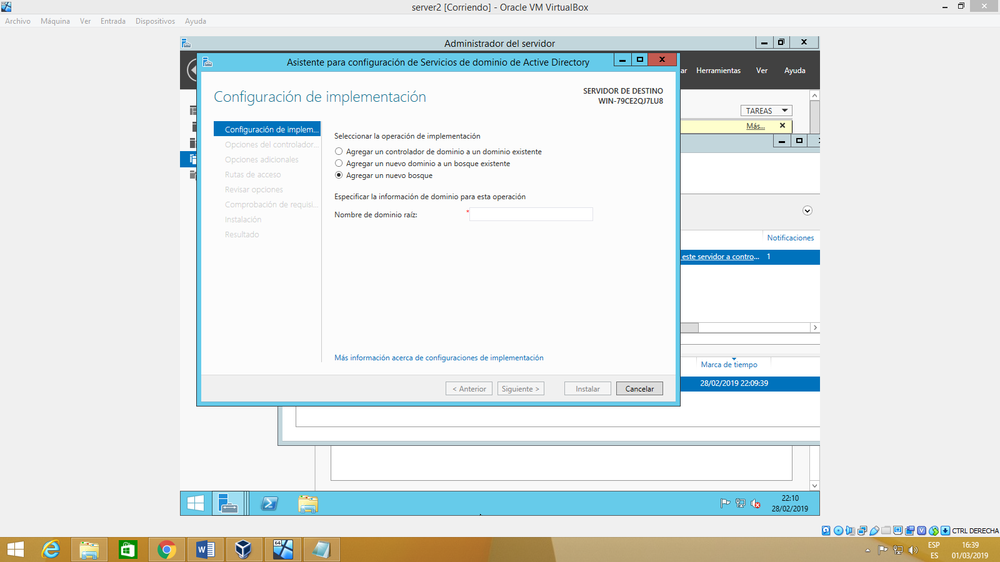 server2 [Corriendo] - Oracle VM VirtualBox
Archivo Máquina Ver Entrada Dispositivos Ayuda
Administrador del servidor
Asistente para configuración de Servicios de dominio de Active Directory
ar Herramientas Ver Ayuda
Configuración de implementación
SERVIDOR DE DESTINO
WIN-79CE2QJ7LU8
TAREAS
Más...
Configuración de implem...
Opciones del controlador...
Opciones adicionales
Rutas de acceso
Revisar opciones
Comprobación de requisi...
Instalación
Resultado
Seleccionar la operación de implementación
Agregar un controlador de dominio a un dominio existente
Agregar un nuevo dominio a un bosque existente
Agregar un nuevo bosque
Especificar la información de dominio para esta operación
Nombre de dominio raíz: *
Notificaciones
este servidor a contro... 1
Más información acerca de configuraciones de implementación
Marca de tiempo
28/02/2019 22:09:39
< Anterior Siguiente > Instalar Cancelar
22:10
28/02/2019
CTRL DERECHA
64
ESP
ES
16:39
01/03/2019